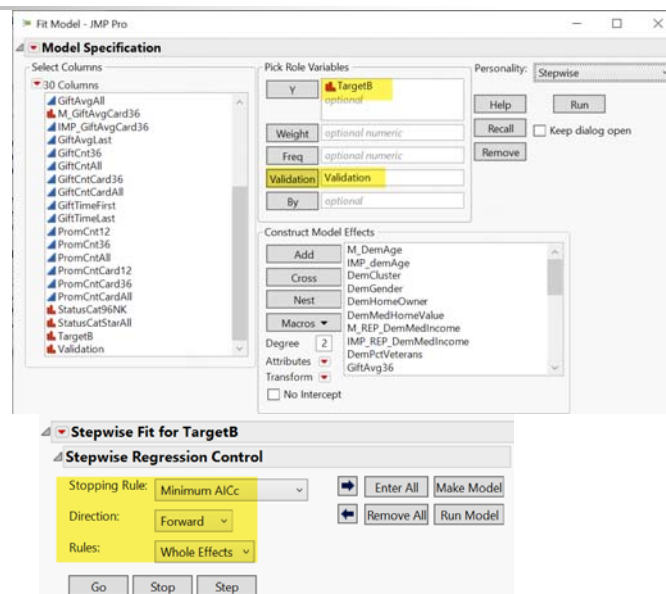 Fit Model - JMP Pro
Model Specification
Select Columns
30 Columns
GiftAvgAll
M_GiftAvgCard36
IMP_GiftAvgCard36
GiftAvgLast
GiftCnt36
GiftCntAll
GiftCntCard36
GiftCntCardAll
GiftTimeFirst
GiftTimeLast
PromCnt12
PromCnt36
PromCntAll
PromCntCard12
PromCntCard36
PromCntCardAll
StatusCat96NK
StatusCatStarAll
TargetB
Validation
Pick Role Variables
Y TargetB
optional
Weight optional numeric
Freq optional numeric
Validation Validation
By optional
Personality: Stepwise
Help Run
Recall Keep dialog open
Remove
Construct Model Effects
Add
Cross
Nest
Macros
Degree 2
Attributes
Transform
No Intercept
M_DemAge
IMP_demAge
DemCluster
DemGender
DemHomeOwner
DemMedHomeValue
M_REP_DemMedIncome
IMP_REP_DemMedIncome
DemPctVeterans
GiftAvg36
Stepwise Fit for TargetB
Stepwise Regression Control
Stopping Rule: Minimum AICc Enter All Make Model
Direction: Forward Remove All Run Model
Rules: Whole Effects
Go Stop Step